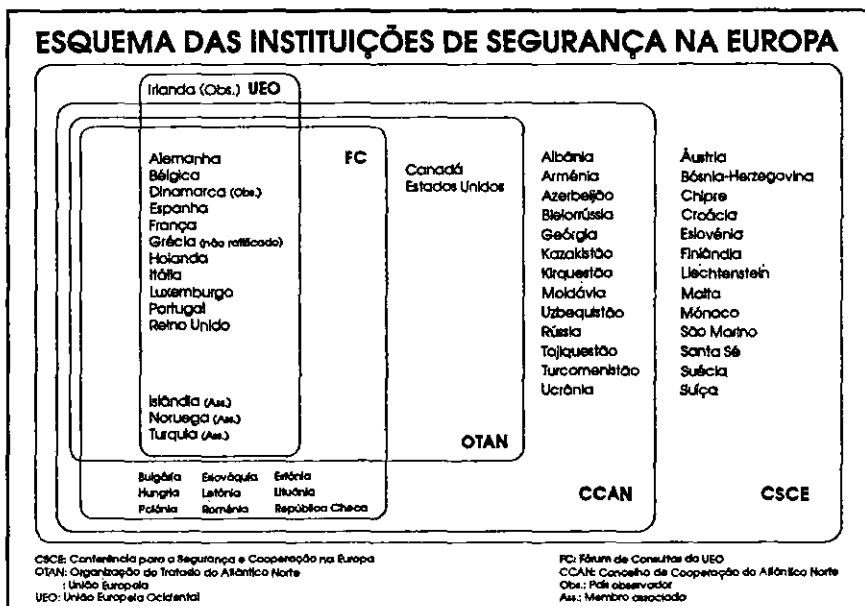 ESQUEMA DAS INSTITUIÇÕES DE SEGURANÇA NA EUROPA
Irlanda (Obs.) UEO
FC
Alemanha
Bélgica
Dinamarca (Obs.)
Espanha
França
Grécia (não ratificado)
Holanda
Itália
Luxemburgo
Portugal
Reino Unido
Islândia (Ass.)
Noruega (Ass.)
Turquia (Ass.)
Canadá
Estados Unidos
OTAN
Bulgária Eslováquia Estónia
Hungria Letónia Lituânia
Polónia Roménia República Checa
Albânia
Arménia
Azerbeijão
Bielorrússia
Geórgia
Kazakistão
Kirquestão
Moldávia
Uzbequistão
Rússia
Tajiquestão
Turcomenistão
Ucrânia
CCAN
Áustria
Bósnia-Herzegovina
Chipre
Croácia
Eslovénia
Finlândia
Liechtenstein
Malta
Mónaco
São Marino
Santa Sé
Suécia
Suíça
CSCE
CSCE: Conferência para a Segurança e Cooperação na Europa
OTAN: Organização do Tratado do Atlântico Norte
: União Europeia
UEO: União Europeia Ocidental
FC: Fórum de Consultas da UEO
CCAN: Concelho de Cooperação do Atlântico Norte
Obs.: País observador
Ass.: Membro associado